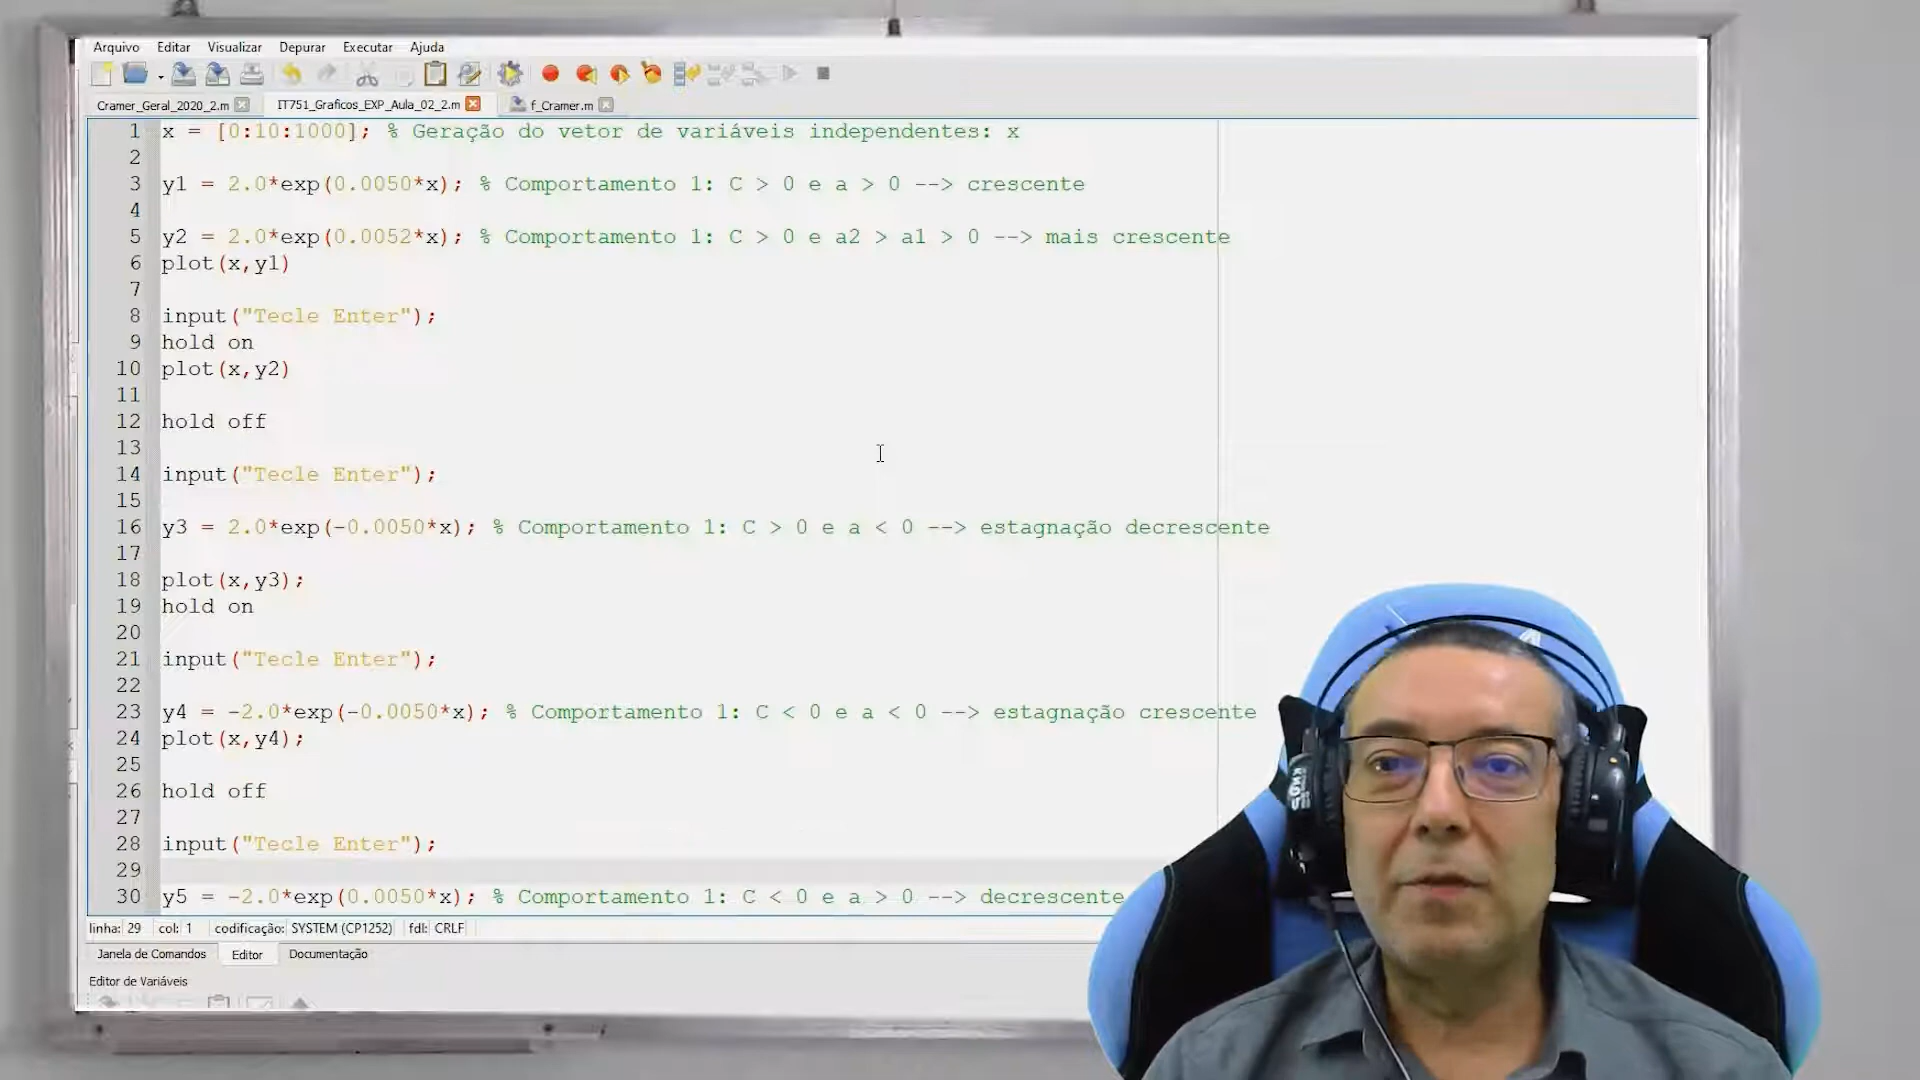 Arquivo Editar Visualizar Depurar Executar Ajuda
Cramer_Geral_2020_2.m IT751_Graficos_EXP_Aula_02_2.m f_Cramer.m
1 x = [0:10:1000]; % Geração do vetor de variáveis independentes: x
2
3 y1 = 2.0*exp(0.0050*x); % Comportamento 1: C > 0 e a > 0 --> crescente
4
5 y2 = 2.0*exp(0.0052*x); % Comportamento 1: C > 0 e a2 > a1 > 0 --> mais crescente
6 plot(x,y1)
7
8 input("Tecle Enter");
9 hold on
10 plot(x,y2)
11
12 hold off
13
14 input("Tecle Enter");
15
16 y3 = 2.0*exp(-0.0050*x); % Comportamento 1: C > 0 e a < 0 --> estagnação decrescente
17
18 plot(x,y3);
19 hold on
20
21 input("Tecle Enter");
22
23 y4 = -2.0*exp(-0.0050*x); % Comportamento 1: C < 0 e a < 0 --> estagnação crescente
24 plot(x,y4);
25
26 hold off
27
28 input("Tecle Enter");
29
30 y5 = -2.0*exp(0.0050*x); % Comportamento 1: C < 0 e a > 0 --> decrescente
linha: 29 col: 1 codificação: SYSTEM (CP1252) fdl: CRLF
Janela de Comandos Editor Documentação
Editor de Variáveis